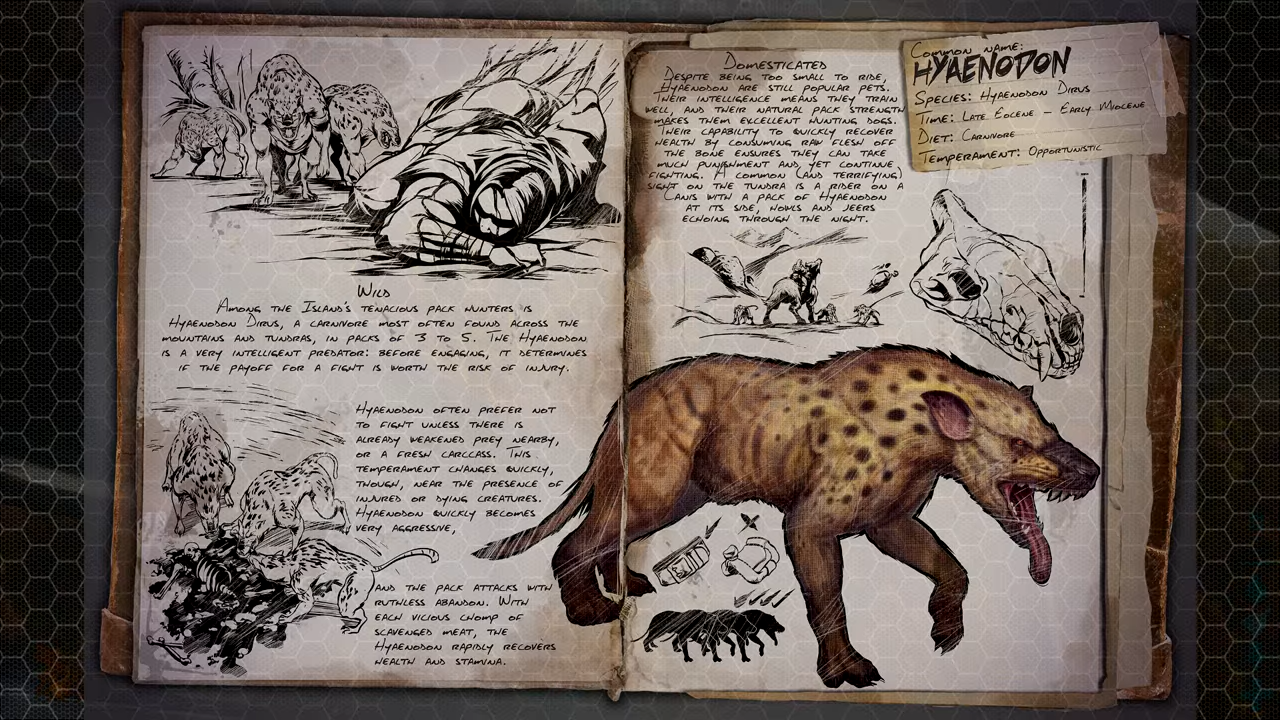 Wild
Among the Island's tenacious pack hunters is
Hyaenodon Dirus, a carnivore most often found across the
mountains and tundras, in packs of 3 to 5. The Hyaenodon
is a very intelligent predator: before engaging, it determines
if the payoff for a fight is worth the risk of injury.
Hyaenodon often prefer not
to fight unless there is
already weakened prey nearby,
or a fresh carccass. This
temperament changes quickly,
though, near the presence of
injured or dying creatures.
Hyaenodon quickly becomes
very aggressive,
and the pack attacks with
ruthless abandon. With
each vicious chomp of
scavenged meat, the
Hyaenodon rapidly recovers
health and stamina.
Domesticated
Despite being too small to ride,
Hyaenodon are still popular pets.
Their intelligence means they train
well, and their natural pack strength
makes them excellent hunting dogs.
Their capability to quickly recover
health by consuming raw flesh off
the bone ensures they can take
much punishment and yet continue
fighting. A common (and terrifying)
sight on the tundra is a rider on a
Canis with a pack of Hyaenodon
at its side, howls and jeers
echoing through the night.
Common name:
Hyaenodon
Species: Hyaenodon Dirus
Time: Late Eocene - Early Miocene
Diet: Carnivore
Temperament: Opportunistic